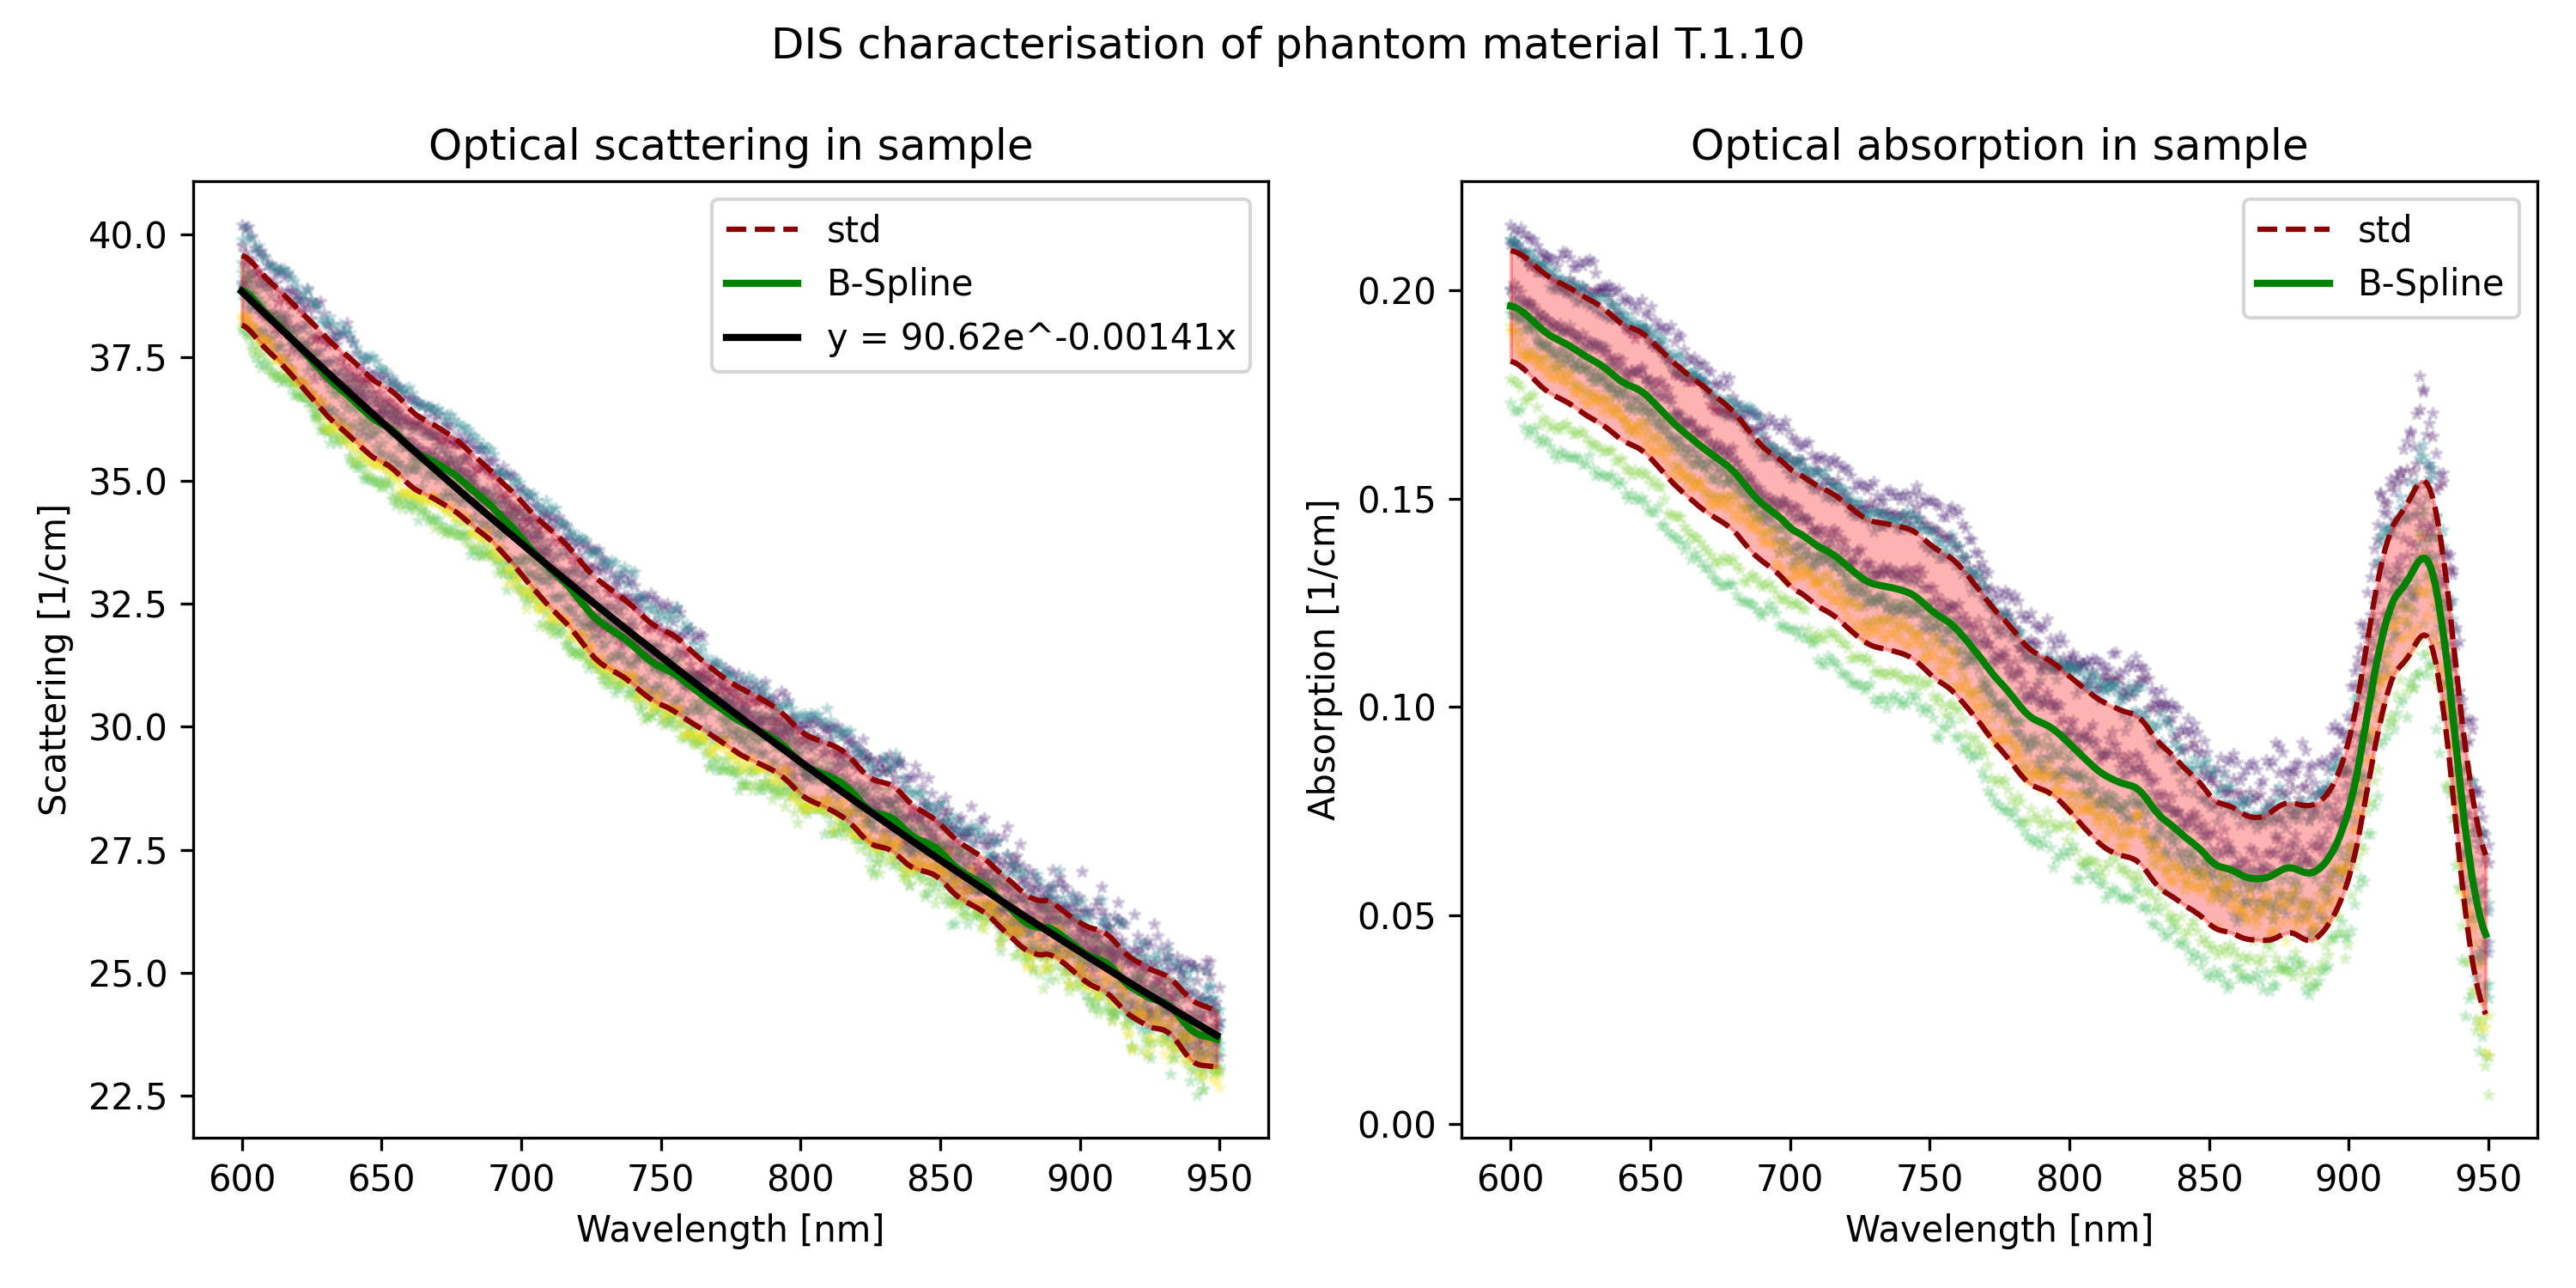 DIS characterisation of phantom material T.1.10
Optical scattering in sample
std
B-Spline
y = 90.62e^-0.00141x
40.0
37.5
35.0
32.5
30.0
27.5
25.0
22.5
Scattering [1/cm]
600 650 700 750 800 850 900 950
Wavelength [nm]
Optical absorption in sample
std
B-Spline
0.20
0.15
0.10
0.05
0.00
Absorption [1/cm]
600 650 700 750 800 850 900 950
Wavelength [nm]